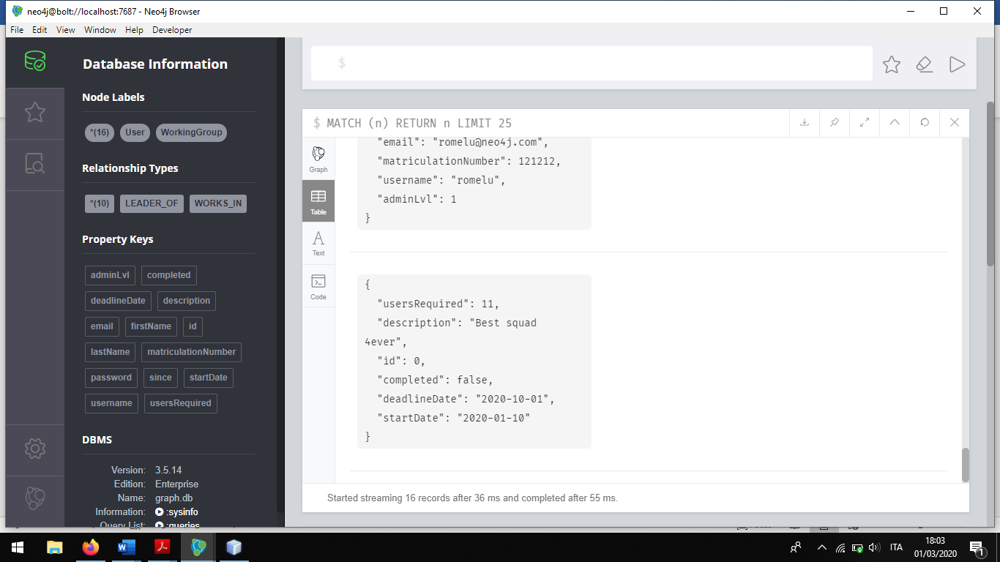 neo4j@bolt://localhost:7687 - Neo4j Browser
File Edit View Window Help Developer
Database Information
Node Labels
*(16) User WorkingGroup
Relationship Types
*(10) LEADER_OF WORKS_IN
Property Keys
adminLvl completed
deadlineDate description
email firstName id
lastName matriculationNumber
password since startDate
username usersRequired
DBMS
Version: 3.5.14
Edition: Enterprise
Name: graph.db
Information: :sysinfo
Query List: :queries
$
$ MATCH (n) RETURN n LIMIT 25
Graph
Table
Text
Code
"email": "romelu@neo4j.com",
"matriculationNumber": 121212,
"username": "romelu",
"adminLvl": 1
}
{
"usersRequired": 11,
"description": "Best squad
4ever",
"id": 0,
"completed": false,
"deadlineDate": "2020-10-01",
"startDate": "2020-01-10"
}
Started streaming 16 records after 36 ms and completed after 55 ms.
ITA
18:03
01/03/2020
1